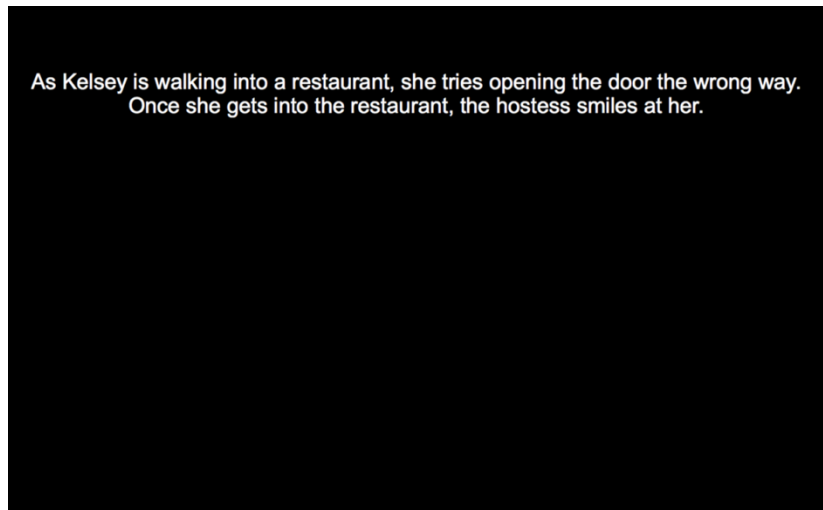 As Kelsey is walking into a restaurant, she tries opening the door the wrong way.
Once she gets into the restaurant, the hostess smiles at her.